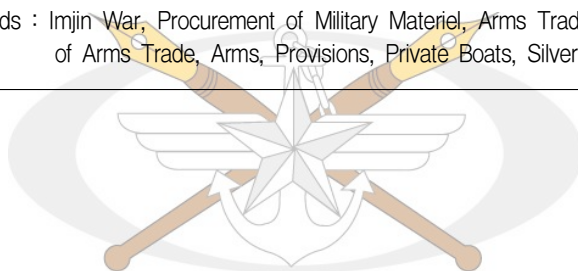 ds : Imjin War, Procurement of Military Materiel, Arms Trad
of Arms Trade, Arms, Provisions, Private Boats, Silver